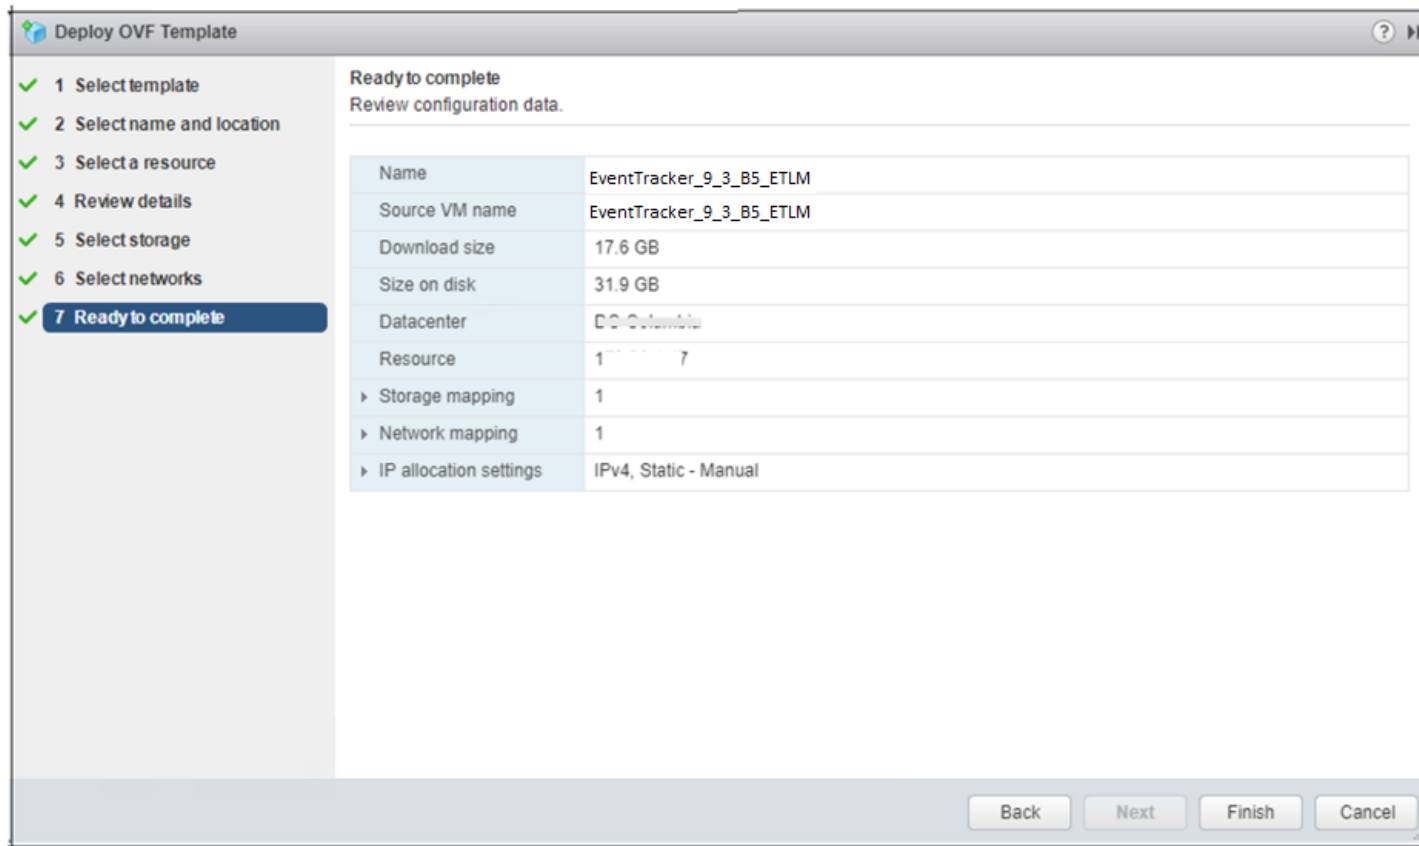 Deploy OVF Template
?
1 Select template
2 Select name and location
3 Select a resource
4 Review details
5 Select storage
6 Select networks
7 Ready to complete
Ready to complete
Review configuration data.
Name EventTracker_9_3_B5_ETLM
Source VM name EventTracker_9_3_B5_ETLM
Download size 17.6 GB
Size on disk 31.9 GB
Datacenter
Resource
Storage mapping 1
Network mapping 1
IP allocation settings IPv4, Static - Manual
Back Next Finish Cancel